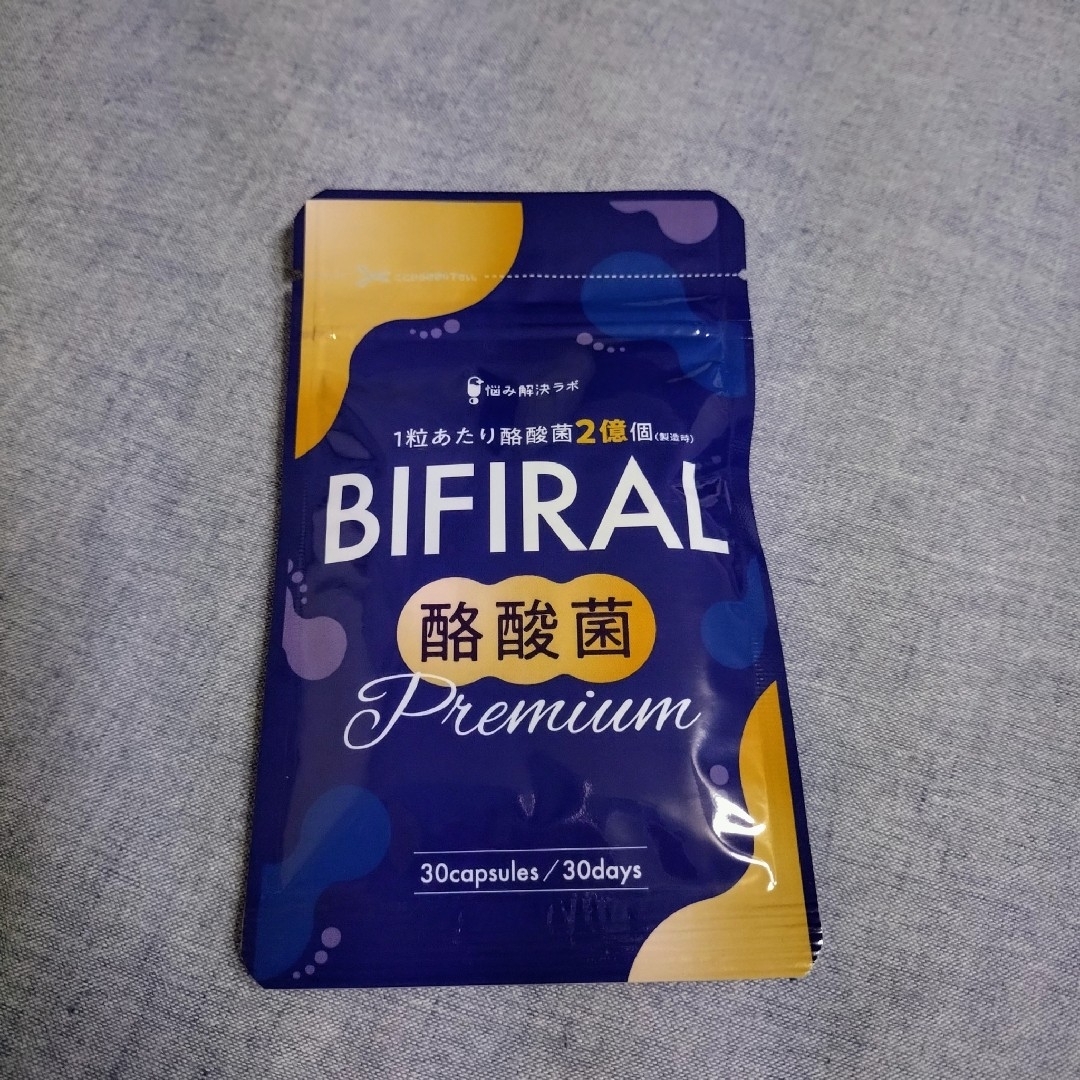 悩み解決ラボ
1粒あたり酪酸菌2億個(製造時)
BIFIRAL
酪酸菌
Premium
30capsules/30days